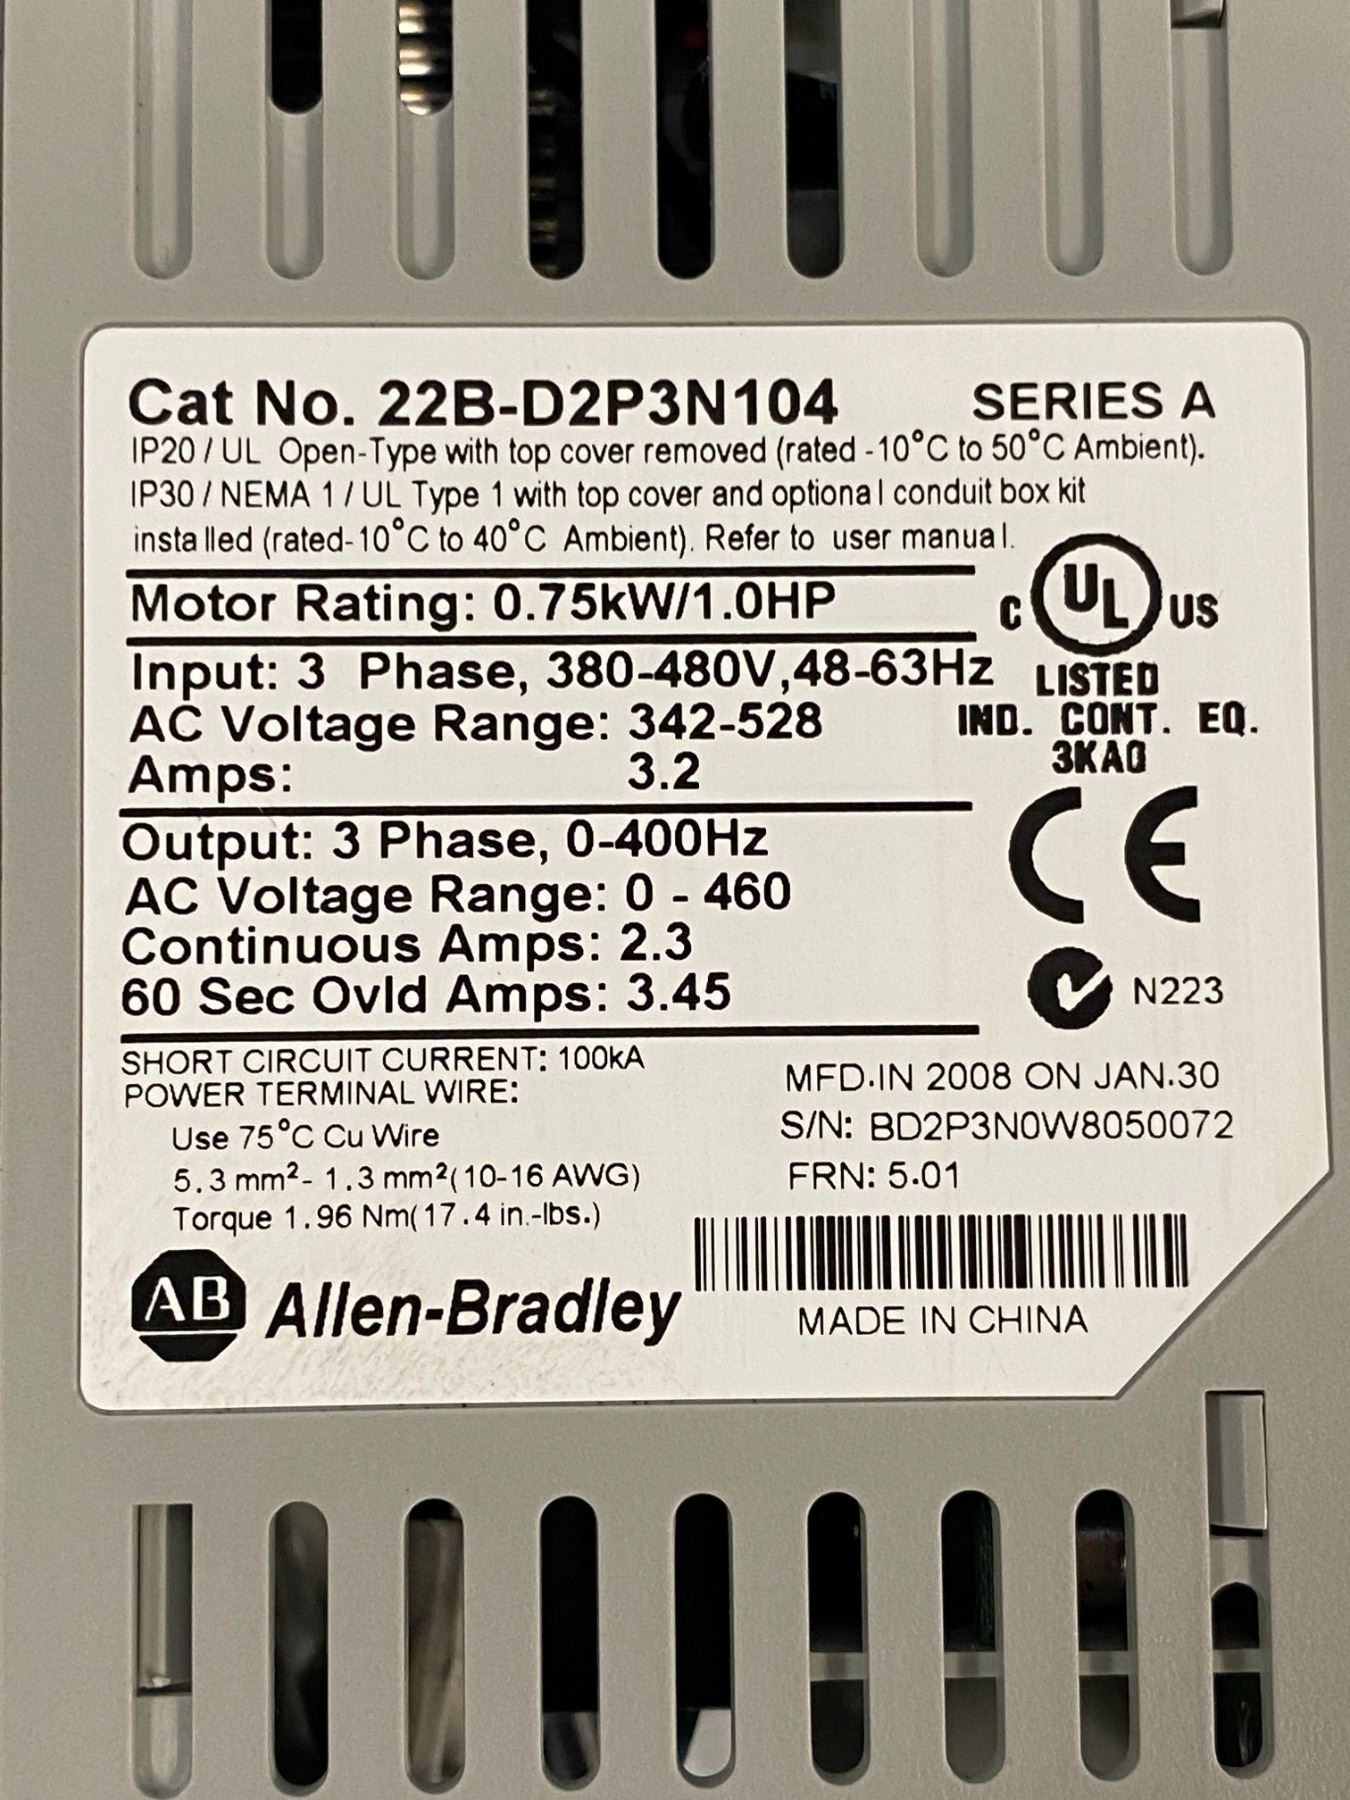 Cat No. 22B-D2P3N104 SERIES A
IP20 / UL Open-Type with top cover removed (rated -10°C to 50°C Ambient).
IP30 / NEMA 1 / UL Type 1 with top cover and optional conduit box kit
installed (rated-10°C to 40°C Ambient). Refer to user manual.
Motor Rating: 0.75kW/1.0HP
C UL US
Input: 3 Phase, 380-480V,48-63Hz
LISTED
AC Voltage Range: 342-528
IND. CONT. EQ.
Amps: 3.2
3KAQ
Output: 3 Phase, 0-400Hz
CE
AC Voltage Range: 0 - 460
Continuous Amps: 2.3
60 Sec Ovld Amps: 3.45
N223
SHORT CIRCUIT CURRENT: 100kA
POWER TERMINAL WIRE:
Use 75°C Cu Wire
5.3 mm²- 1.3 mm²(10-16 AWG)
Torque 1.96 Nm(17.4 in.-lbs.)
MFD.IN 2008 ON JAN.30
S/N: BD2P3N0W8050072
FRN: 5.01
AB Allen-Bradley
MADE IN CHINA